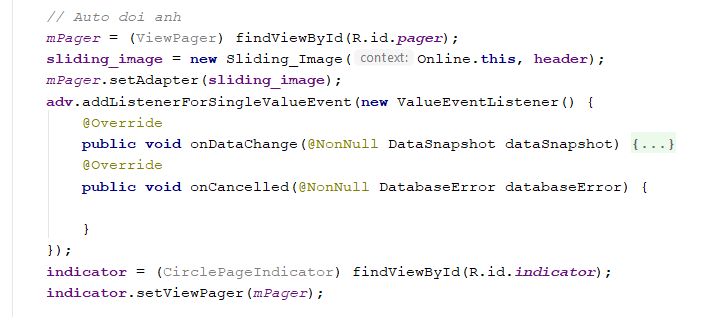 // Auto doi anh
mPager = (ViewPager) findViewById(R.id.pager);
sliding_image = new Sliding_Image( context: Online.this, header);
mPager.setAdapter(sliding_image);
adv.addListenerForSingleValueEvent(new ValueEventListener() {
@Override
public void onDataChange(@NonNull DataSnapshot dataSnapshot) {...}
@Override
public void onCancelled(@NonNull DatabaseError databaseError) {
}
});
indicator = (CirclePageIndicator) findViewById(R.id.indicator);
indicator.setViewPager(mPager);